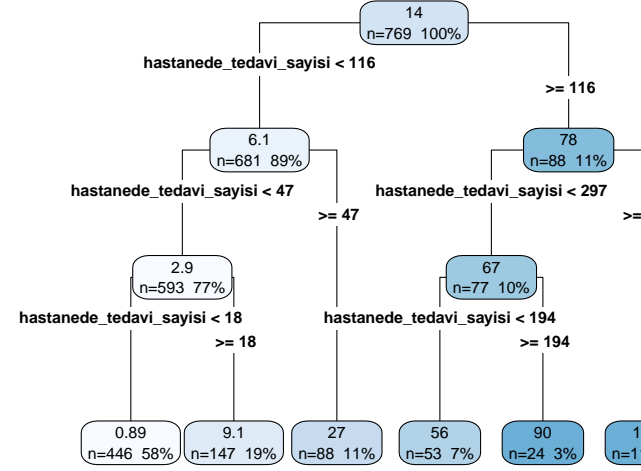 14
n=769 100%
hastanede_tedavi_sayisi < 116
>= 116
6.1
n=681 89%
78
n=88 11%
hastanede_tedavi_sayisi < 47
hastanede_tedavi_sayisi < 297
>= 47
>=
2.9
n=593 77%
67
n=77 10%
hastanede_tedavi_sayisi < 18
hastanede_tedavi_sayisi < 194
>= 18
>= 194
0.89
n=446 58%
9.1
n=147 19%
27
n=88 11%
56
n=53 7%
90
n=24 3%